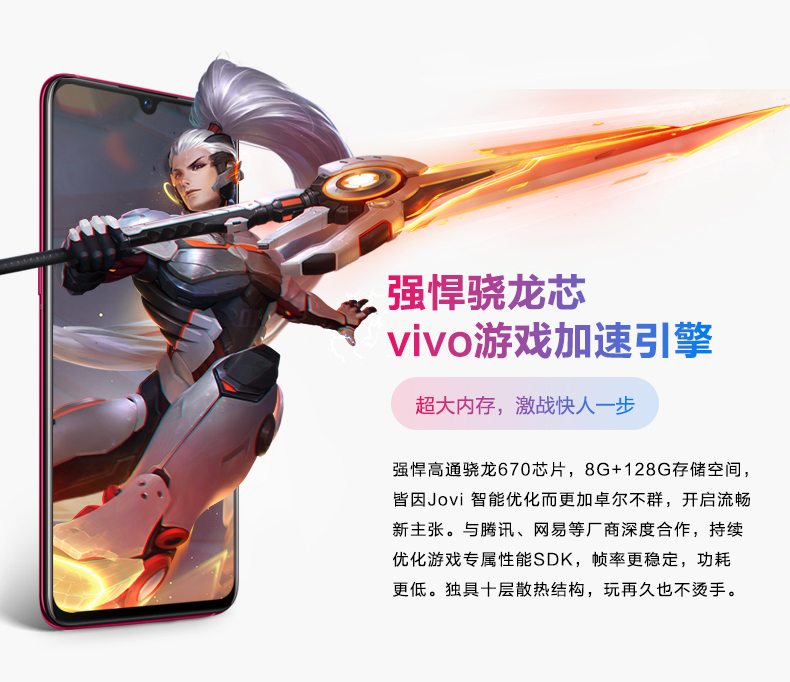 强悍骁龙芯
vivo游戏加速引擎
超大内存，激战快人一步
强悍高通骁龙670芯片，8G+128G存储空间，
皆因Jovi 智能优化而更加卓尔不群，开启流畅
新主张。与腾讯、网易等厂商深度合作，持续
优化游戏专属性能SDK，帧率更稳定，功耗
更低。独具十层散热结构，玩再久也不烫手。